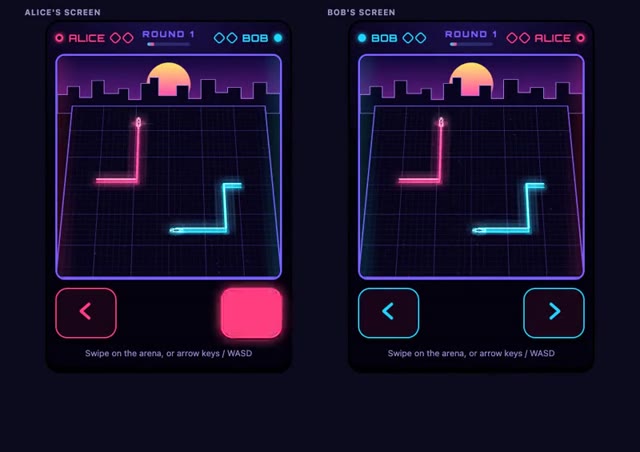 ALICE'S SCREEN
ALICE
ROUND 1
BOB
Swipe on the arena, or arrow keys / WASD
BOB'S SCREEN
BOB
ROUND 1
ALICE
Swipe on the arena, or arrow keys / WASD